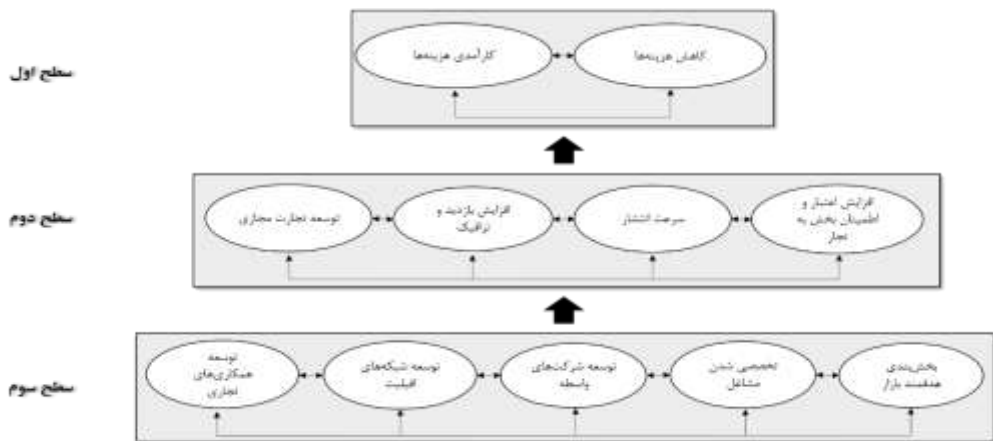 سطح اول
کاهش هزینه‌ها
کارآمدی هزینه‌ها
سطح دوم
افزایش اعتبار و
اطمینان بخش به
تجار
سرعت انتشار
افزایش بازدید و
ترافیک
توسعه تجارت مجازی
سطح سوم
بخش‌بندی
هدفمند بازار
تخصصی شدن
مشاغل
توسعه شرکت‌های
واسطه
توسعه شبکه‌های
افیلیت
توسعه
همکاری‌های
تجاری